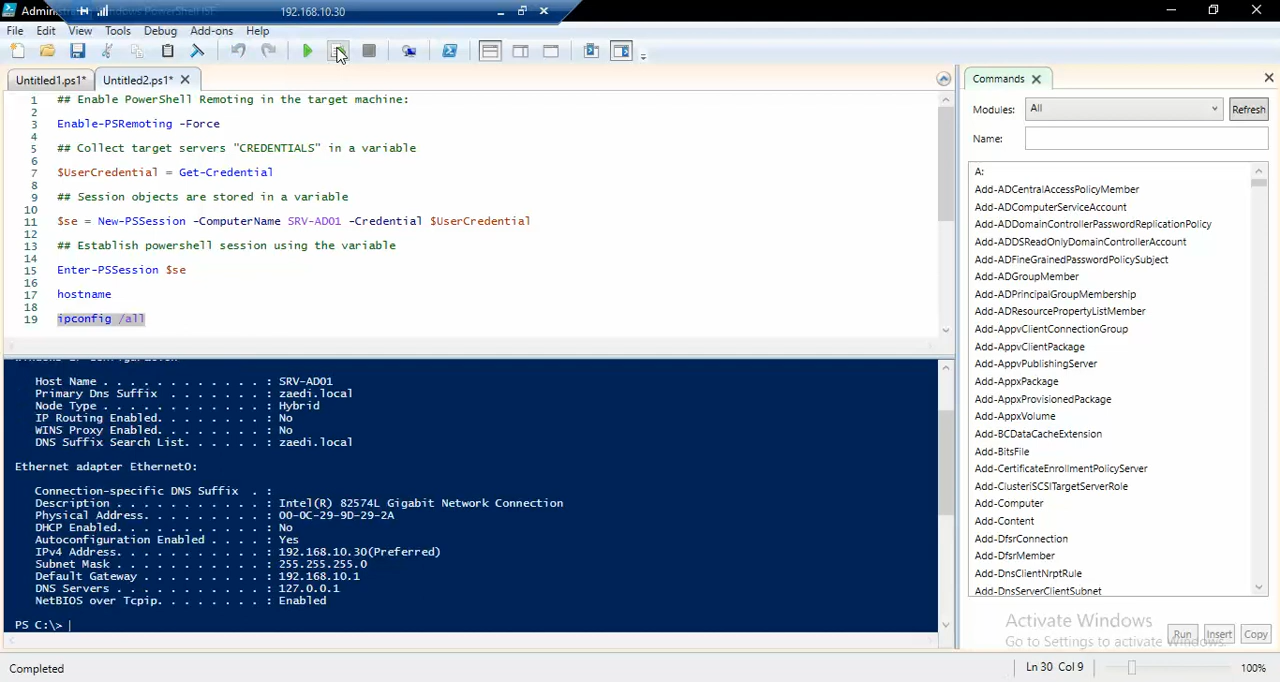 Administrator: Windows PowerShell ISE
192.168.10.30
File Edit View Tools Debug Add-ons Help
Untitled1.ps1* Untitled2.ps1*
1 ## Enable PowerShell Remoting in the target machine:
2
3 Enable-PSRemoting -Force
4
5 ## Collect target servers "CREDENTIALS" in a variable
6
7 $UserCredential = Get-Credential
8
9 ## Session objects are stored in a variable
10
11 $se = New-PSSession -ComputerName SRV-AD01 -Credential $UserCredential
12
13 ## Establish powershell session using the variable
14
15 Enter-PSSession $se
16
17 hostname
18
19 ipconfig /all
Host Name . . . . . . . . . . . . : SRV-AD01
Primary Dns Suffix . . . . . . . : zaedi.local
Node Type . . . . . . . . . . . . : Hybrid
IP Routing Enabled. . . . . . . . : No
WINS Proxy Enabled. . . . . . . . : No
DNS Suffix Search List. . . . . . : zaedi.local
Ethernet adapter Ethernet0:
Connection-specific DNS Suffix . :
Description . . . . . . . . . . . : Intel(R) 82574L Gigabit Network Connection
Physical Address. . . . . . . . . : 00-0C-29-9D-29-2A
DHCP Enabled. . . . . . . . . . . : No
Autoconfiguration Enabled . . . . : Yes
IPv4 Address. . . . . . . . . . . : 192.168.10.30(Preferred)
Subnet Mask . . . . . . . . . . . : 255.255.255.0
Default Gateway . . . . . . . . . : 192.168.10.1
DNS Servers . . . . . . . . . . . : 127.0.0.1
NetBIOS over Tcpip. . . . . . . . : Enabled
PS C:\>
Commands
Modules: All Refresh
Name:
A:
Add-ADCentralAccessPolicyMember
Add-ADComputerServiceAccount
Add-ADDomainControllerPasswordReplicationPolicy
Add-ADDSReadOnlyDomainControllerAccount
Add-ADFineGrainedPasswordPolicySubject
Add-ADGroupMember
Add-ADPrincipalGroupMembership
Add-ADResourcePropertyListMember
Add-AppvClientConnectionGroup
Add-AppvClientPackage
Add-AppvPublishingServer
Add-AppxPackage
Add-AppxProvisionedPackage
Add-AppxVolume
Add-BCDataCacheExtension
Add-BitsFile
Add-CertificateEnrollmentPolicyServer
Add-ClusteriSCSITargetServerRole
Add-Computer
Add-Content
Add-DfsrConnection
Add-DfsrMember
Add-DnsClientNrptRule
Add-DnsServerClientSubnet
Activate Windows
Go to Settings to activate Windows.
Run Insert Copy
Completed
Ln 30 Col 9
100%